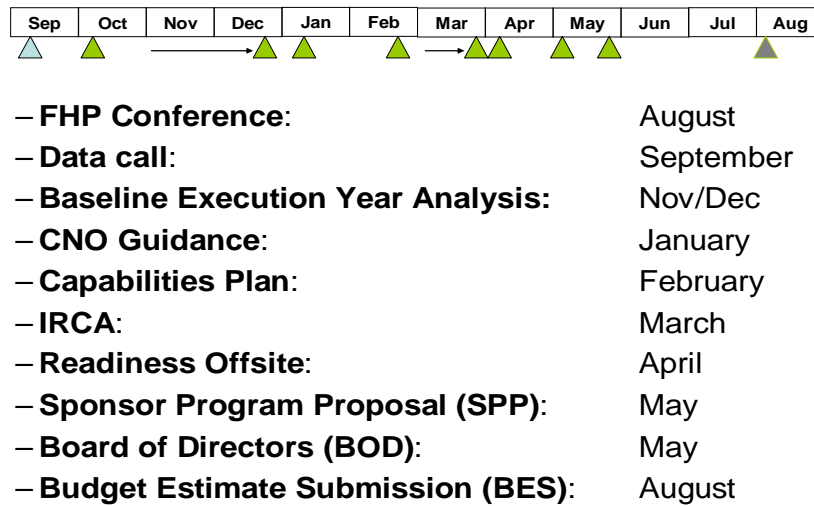 Sep Oct Nov Dec Jan Feb Mar Apr May Jun Jul Aug
– FHP Conference: August
– Data call: September
– Baseline Execution Year Analysis: Nov/Dec
– CNO Guidance: January
– Capabilities Plan: February
– IRCA: March
– Readiness Offsite: April
– Sponsor Program Proposal (SPP): May
– Board of Directors (BOD): May
– Budget Estimate Submission (BES): August